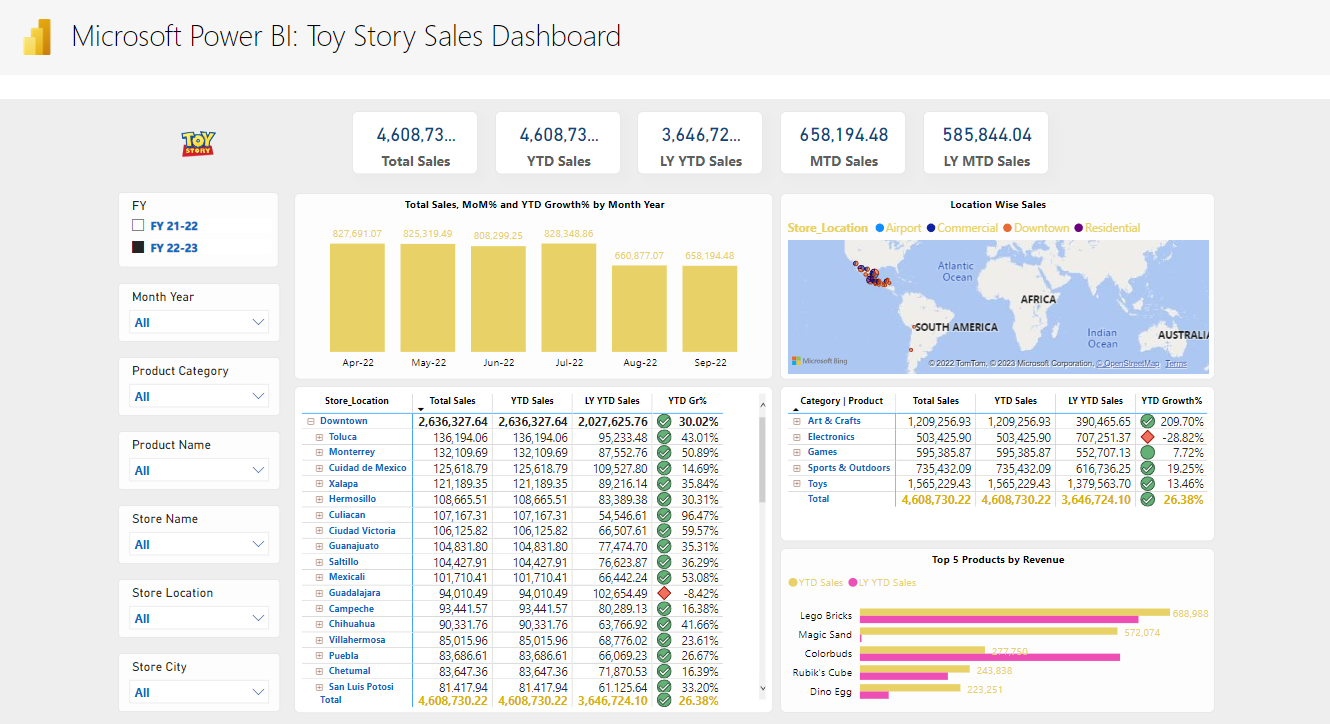 Microsoft Power BI: Toy Story Sales Dashboard
TOY
STORY
4,608,73...
Total Sales
4,608,73...
YTD Sales
3,646,72...
LY YTD Sales
658,194.48
MTD Sales
585,844.04
LY MTD Sales
FY
FY 21-22
FY 22-23
Month Year
All
Product Category
All
Product Name
All
Store Name
All
Store Location
All
Store City
All
Total Sales, MoM% and YTD Growth% by Month Year
827,691.07 825,319.49 808,299.25 828,348.86 660,877.07 658,194.48
Apr-22 May-22 Jun-22 Jul-22 Aug-22 Sep-22
Location Wise Sales
Store_Location Airport Commercial Downtown Residential
Atlantic
Ocean
AFRICA
SOUTH AMERICA
Indian
Ocean
AUSTRALIA
Microsoft Bing
© 2022 TomTom, © 2023 Microsoft Corporation, © OpenStreetMap Terms
Store_Location Total Sales YTD Sales LY YTD Sales YTD Gr%
Downtown 2,636,327.64 2,636,327.64 2,027,625.76 30.02%
Toluca 136,194.06 136,194.06 95,233.48 43.01%
Monterrey 132,109.69 132,109.69 87,552.76 50.89%
Cuidad de Mexico 125,618.79 125,618.79 109,527.80 14.69%
Xalapa 121,189.35 121,189.35 89,216.14 35.84%
Hermosillo 108,665.51 108,665.51 83,389.38 30.31%
Culiacan 107,167.31 107,167.31 54,546.61 96.47%
Ciudad Victoria 106,125.82 106,125.82 66,507.61 59.57%
Guanajuato 104,831.80 104,831.80 77,474.70 35.31%
Saltillo 104,427.91 104,427.91 76,623.87 36.29%
Mexicali 101,710.41 101,710.41 66,442.24 53.08%
Guadalajara 94,010.49 94,010.49 102,654.49 -8.42%
Campeche 93,441.57 93,441.57 80,289.13 16.38%
Chihuahua 90,331.76 90,331.76 63,766.92 41.66%
Villahermosa 85,015.96 85,015.96 68,776.02 23.61%
Puebla 83,686.61 83,686.61 66,069.23 26.67%
Chetumal 83,647.36 83,647.36 71,870.53 16.39%
San Luis Potosi 81,417.94 81,417.94 61,125.64 33.20%
Total 4,608,730.22 4,608,730.22 3,646,724.10 26.38%
Category | Product Total Sales YTD Sales LY YTD Sales YTD Growth%
Art & Crafts 1,209,256.93 1,209,256.93 390,465.65 209.70%
Electronics 503,425.90 503,425.90 707,251.37 -28.82%
Games 595,385.87 595,385.87 552,707.13 7.72%
Sports & Outdoors 735,432.09 735,432.09 616,736.25 19.25%
Toys 1,565,229.43 1,565,229.43 1,379,563.70 13.46%
Total 4,608,730.22 4,608,730.22 3,646,724.10 26.38%
Top 5 Products by Revenue
YTD Sales LY YTD Sales
Lego Bricks 688,988
Magic Sand 572,074
Colorbuds 277,750
Rubik's Cube 243,838
Dino Egg 223,251